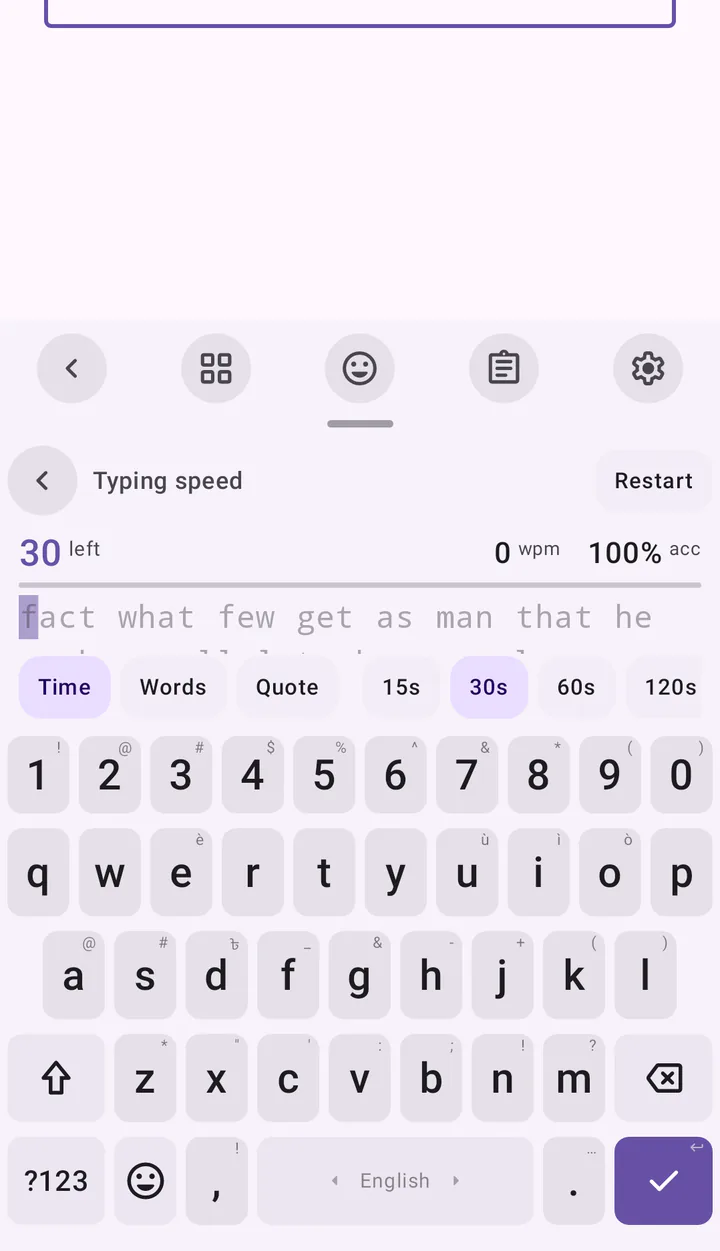 Typing speed
Restart
30 left
0 wpm 100% acc
fact what few get as man that he
Time Words Quote 15s 30s 60s 120s
! @ # $ % ^ & * ( )
1 2 3 4 5 6 7 8 9 0
è ù ì ò
q w e r t y u i o p
@ # ъ _ & - + ( )
a s d f g h j k l
* " ' : ; ! ?
z x c v b n m
! …
?123 , English .